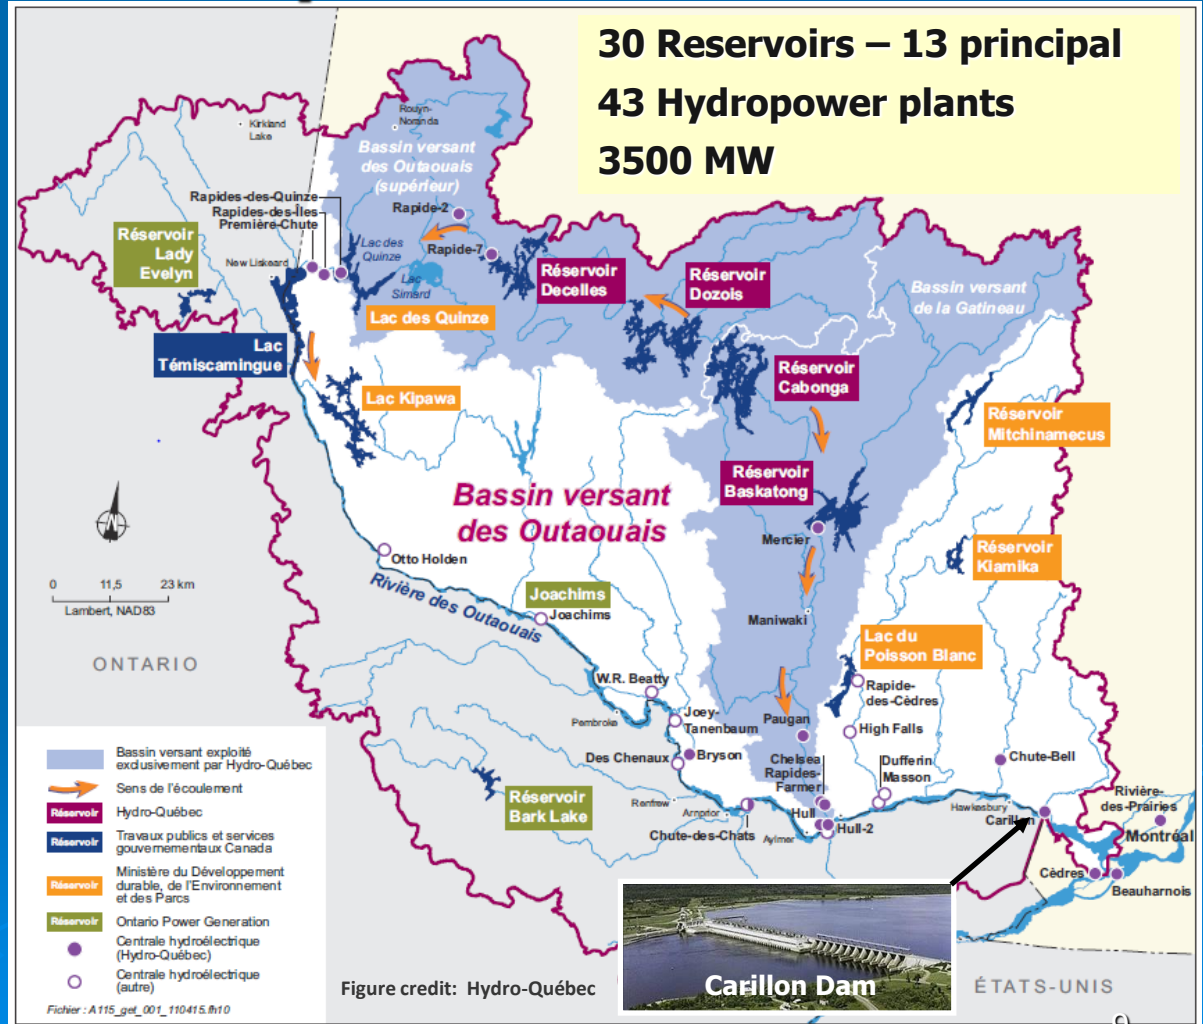 30 Reservoirs – 13 principal
43 Hydropower plants
3500 MW
Kirkland
Lake
Rouyn-
Noranda
Bassin versant
des Outaouais
(supérieur)
Rapides-des-Quinze
Rapides-des-Îles
Première-Chute
Rapide-2
Rapide-7
Réservoir
Lady
Evelyn
New Liskeard
Lac des
Quinze
Lac
Simard
Réservoir
Decelles
Réservoir
Dozois
Bassin versant
de la Gatineau
Lac des Quinze
Lac
Témiscamingue
Lac Kipawa
Réservoir
Cabonga
Réservoir
Mitchinamecus
Réservoir
Baskatong
Bassin versant
des Outaouais
Mercier
Réservoir
Kiamika
Otto Holden
0 11,5 23 km
Lambert, NAD83
Rivière des Outaouais
Joachims
Joachims
Maniwaki
Lac du
Poisson Blanc
ONTARIO
W.R. Beatty
Rapide-
des-Cèdres
Pembroke
Joey-
Tanenbaum
Paugan
High Falls
Des Chenaux
Bryson
Chelsea
Rapides-
Farmer
Dufferin
Masson
Chute-Bell
Réservoir
Bark Lake
Renfrew
Arnprior
Chute-des-Chats
Aylmer
Hull
Hull-2
Hawkesbury
Carillon
Rivière-
des-Prairies
Montréal
Cèdres
Beauharnois
Bassin versant exploité
exclusivement par Hydro-Québec
Sens de l'écoulement
Réservoir
Hydro-Québec
Réservoir
Travaux publics et services
gouvernementaux Canada
Réservoir
Ministère du Développement
durable, de l'Environnement
et des Parcs
Réservoir
Ontario Power Generation
Centrale hydroélectrique
(Hydro-Québec)
Centrale hydroélectrique
(autre)
Fichier : A115_get_001_110415.fh10
Figure credit: Hydro-Québec
Carillon Dam
ÉTATS-UNIS